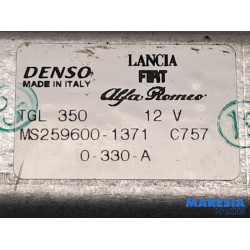 DENSO
MADE IN ITALY
LANCIA
FIAT
Alfa Romeo
TGL 350 12 V
MS259600-1371 C757
0-330-A
MARESIA